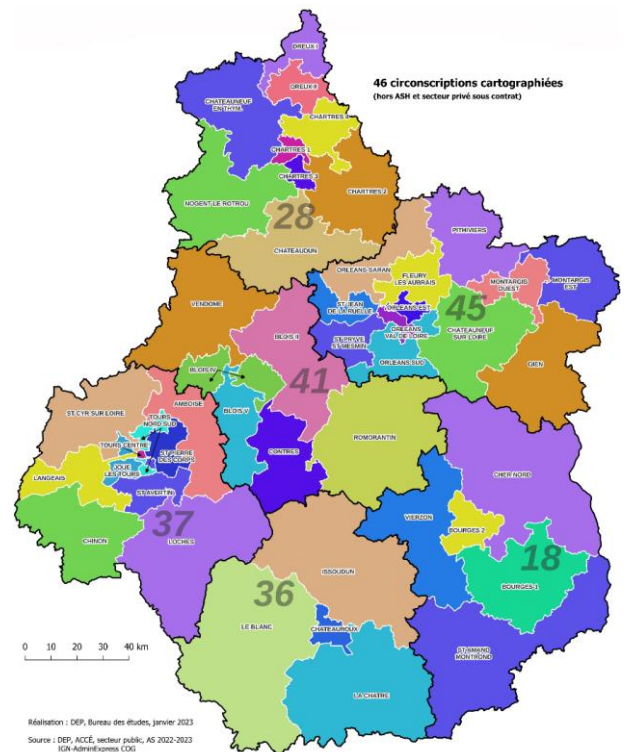 DREUX I
46 circonscriptions cartographiées
(hors ASH et secteur privé sous contrat)
DREUX II
CHATEAUNEUF
EN THYM.
CHARTRES 4
CHARTRES 1
CHARTRES 3
CHARTRES 2
NOGENT LE ROTROU
28
CHATEAUDUN
PITHIVIERS
ORLEANS SARAN
FLEURY
LES AUBRAIS
MONTARGIS
OUEST
MONTARGIS
EST
ST JEAN
DE LA RUELLE
ORLEANS EST
45
ORLEANS
VAL DE LOIRE
CHATEAUNEUF
SUR LOIRE
ST PRYVE
ST MESMIN
ORLEANS SUD
GIEN
VENDOME
BLOIS II
BLOIS IV
41
BLOIS V
CONTRES
ROMORANTIN
ST CYR SUR LOIRE
AMBOISE
TOURS
NORD SUD
TOURS CENTRE
ST PIERRE
DES CORPS
JOUE
LES TOURS
LANGEAIS
ST AVERTIN
CHINON
37
LOCHES
CHER NORD
VIERZON
BOURGES 2
18
BOURGES 1
ISSOUDUN
36
LE BLANC
CHATEAUROUX
LA CHATRE
ST AMAND
MONTROND
0 10 20 30 40 km
Réalisation : DEP, Bureau des études, janvier 2023
Source : DEP, ACCÉ, secteur public, AS 2022-2023
IGN-AdminExpress COG